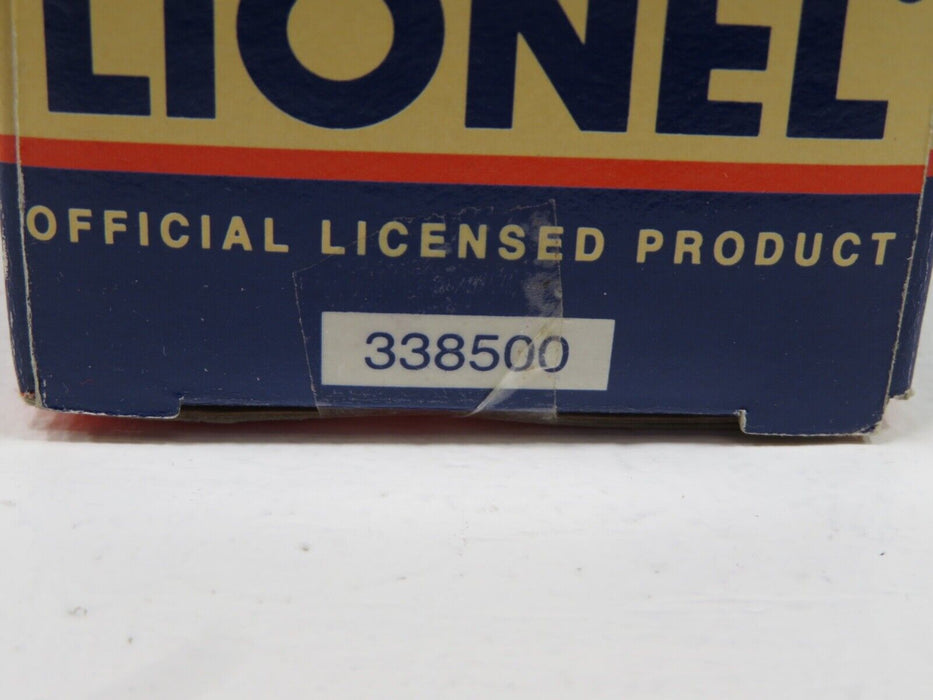 LIONEL
OFFICIAL LICENSED PRODUCT
338500